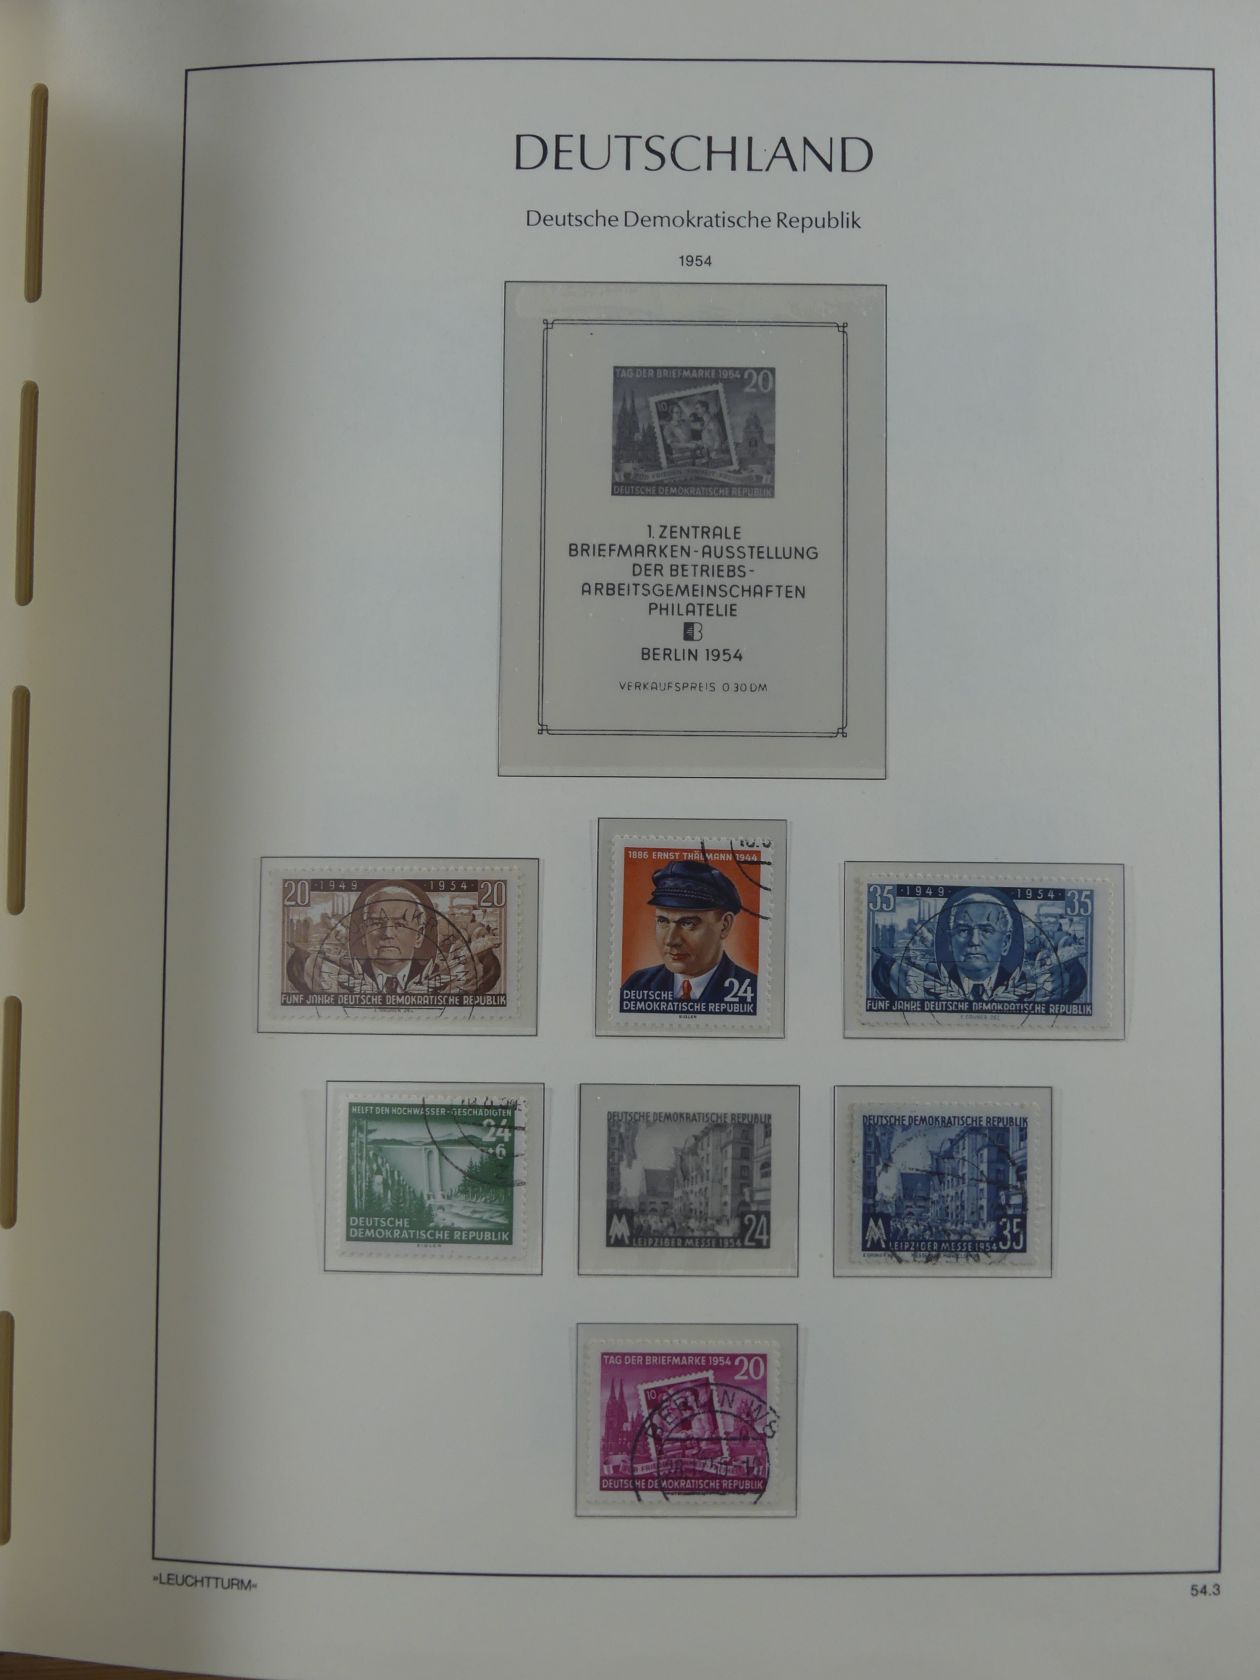 DEUTSCHLAND
Deutsche Demokratische Republik
1954
TAG DER BRIEFMARKE 1954 20
10
DEUTSCHE DEMOKRATISCHE REPUBLIK
1. ZENTRALE
BRIEFMARKEN-AUSSTELLUNG
DER BETRIEBS-
ARBEITSGEMEINSCHAFTEN
PHILATELIE
BERLIN 1954
VERKAUFSPREIS 0.30 DM
20 · 1949 · 1954 · 20
FÜNF JAHRE DEUTSCHE DEMOKRATISCHE REPUBLIK
1886 ERNST THÄLMANN 1944
24
DEUTSCHE
DEMOKRATISCHE REPUBLIK
35 · 1949 · 1954 · 35
FÜNF JAHRE DEUTSCHE DEMOKRATISCHE REPUBLIK
HELFT DEN HOCHWASSER-GESCHÄDIGTEN
24
+6
DEUTSCHE
DEMOKRATISCHE REPUBLIK
DEUTSCHE DEMOKRATISCHE REPUBLIK
24
LEIPZIGER MESSE 1954
DEUTSCHE DEMOKRATISCHE REPUBLIK
35
LEIPZIGER MESSE 1954
TAG DER BRIEFMARKE 1954 20
10
BERLIN W8
DEUTSCHE DEMOKRATISCHE REPUBLIK
»LEUCHTTURM«
54.3